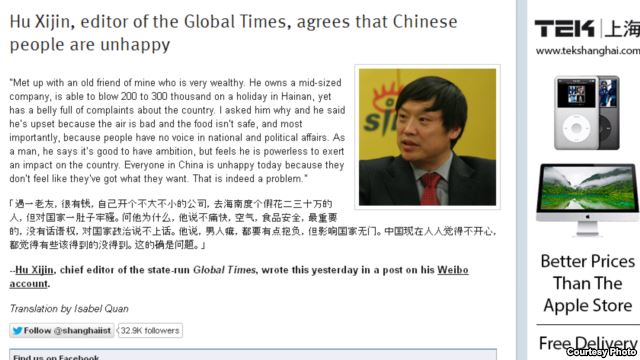 Hu Xijin, editor of the Global Times, agrees that Chinese
people are unhappy
"Met up with an old friend of mine who is very wealthy. He owns a mid-sized
company, is able to blow 200 to 300 thousand on a holiday in Hainan, yet
has a belly full of complaints about the country. I asked him why and he said
he's upset because the air is bad and the food isn't safe, and most
importantly, because people have no voice in national and political affairs. As
a man, he says it's good to have ambition, but feels he is powerless to exert
an impact on the country. Everyone in China is unhappy today because they
don't feel like they've got what they want. That is indeed a problem."
「遇一老友，很有钱，自己开个不大不小的公司，去海南度个假花二三十万的
人，但对国家一肚子牢骚。问他为什么，他说不痛快，空气，食品安全，最重要
的，没有话语权，对国家政治说不上话。他说，男人嘛，都要有点抱负，但影响国家无门。中国现在人人觉得不开心，
都觉得有些该得到的没得到。这的确是问题。」
--Hu Xijin, chief editor of the state-run Global Times, wrote this yesterday in a post on his Weibo
account.
Translation by Isabel Quan
Follow @shanghaiist 32.9K followers
Find us on Facebook
TEK 上海
www.tekshanghai.com
Better Prices
Than The
Apple Store
Free Delivery
Courtesy Photo